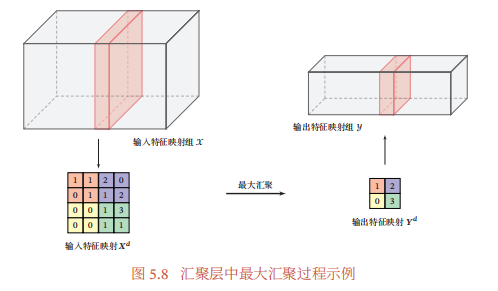 输入特征映射组 X
输出特征映射组 Y
1 1 2 0
0 1 1 2
0 0 1 3
0 0 1 1
最大汇聚
1 2
0 3
输入特征映射 X^d
输出特征映射 Y^d
图 5.8 汇聚层中最大汇聚过程示例